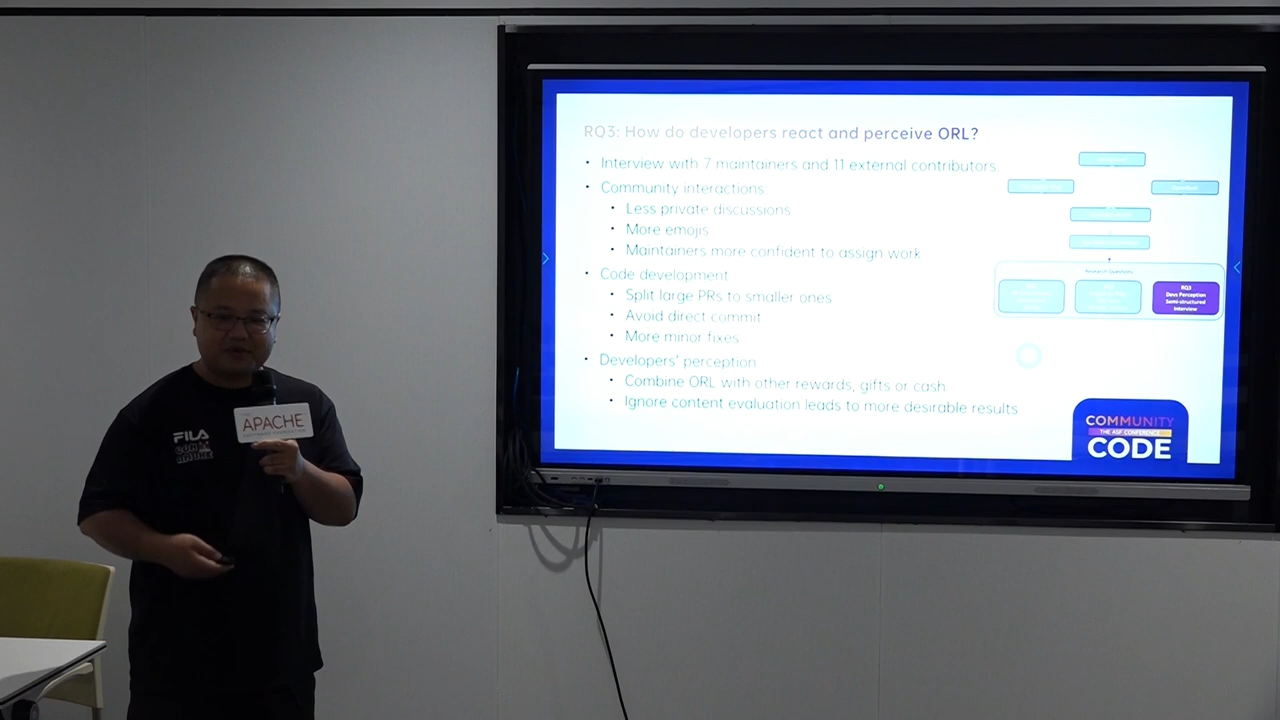 RQ3: How do developers react and perceive ORL?
• Interview with 7 maintainers and 11 external contributors
• Community interactions
• Less private discussions
• More emojis
• Maintainers more confident to assign work
• Code development
• Split large PRs to smaller ones
• Avoid direct commit
• More minor fixes
• Developers' perception
• Combine ORL with other rewards, gifts or cash
• Ignore content evaluation leads to more desirable results
Research Questions
RQ3
Devs Perception
Semi-structured
Interview
COMMUNITY
THE ASF CONFERENCE
CODE
APACHE
FILA